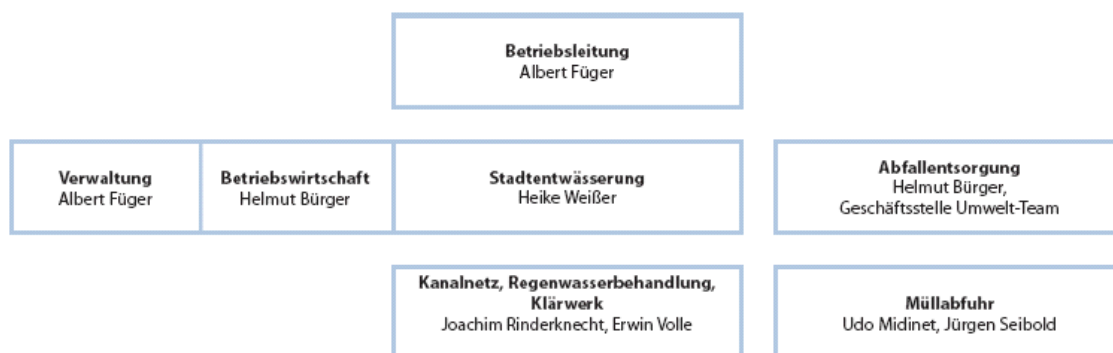 Betriebsleitung
Albert Füger
Verwaltung
Albert Füger
Betriebswirtschaft
Helmut Bürger
Stadtentwässerung
Heike Weißer
Abfallentsorgung
Helmut Bürger,
Geschäftsstelle Umwelt-Team
Kanalnetz, Regenwasserbehandlung,
Klärwerk
Joachim Rinderknecht, Erwin Volle
Müllabfuhr
Udo Midinet, Jürgen Seibold